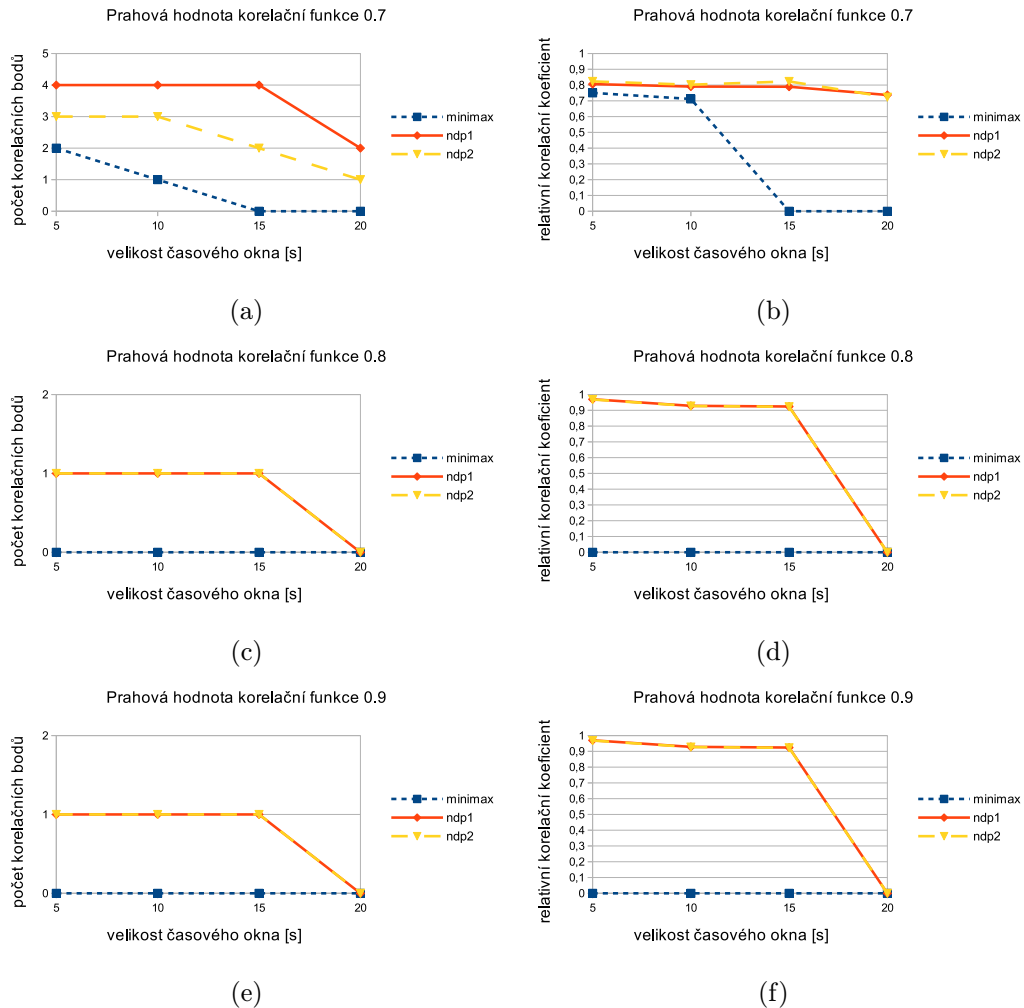 Prahová hodnota korelační funkce 0.7
počet korelačních bodů
5
4
3
2
1
0
5 10 15 20
velikost časového okna [s]
minimax
ndp1
ndp2
(a)
Prahová hodnota korelační funkce 0.7
relativní korelační koeficient
1
0,9
0,8
0,7
0,6
0,5
0,4
0,3
0,2
0,1
0
5 10 15 20
velikost časového okna [s]
minimax
ndp1
ndp2
(b)
Prahová hodnota korelační funkce 0.8
počet korelačních bodů
2
1
0
5 10 15 20
velikost časového okna [s]
minimax
ndp1
ndp2
(c)
Prahová hodnota korelační funkce 0.8
relativní korelační koeficient
1
0,9
0,8
0,7
0,6
0,5
0,4
0,3
0,2
0,1
0
5 10 15 20
velikost časového okna [s]
minimax
ndp1
ndp2
(d)
Prahová hodnota korelační funkce 0.9
počet korelačních bodů
2
1
0
5 10 15 20
velikost časového okna [s]
minimax
ndp1
ndp2
(e)
Prahová hodnota korelační funkce 0.9
relativní korelační koeficient
1
0,9
0,8
0,7
0,6
0,5
0,4
0,3
0,2
0,1
0
5 10 15 20
velikost časového okna [s]
minimax
ndp1
ndp2
(f)